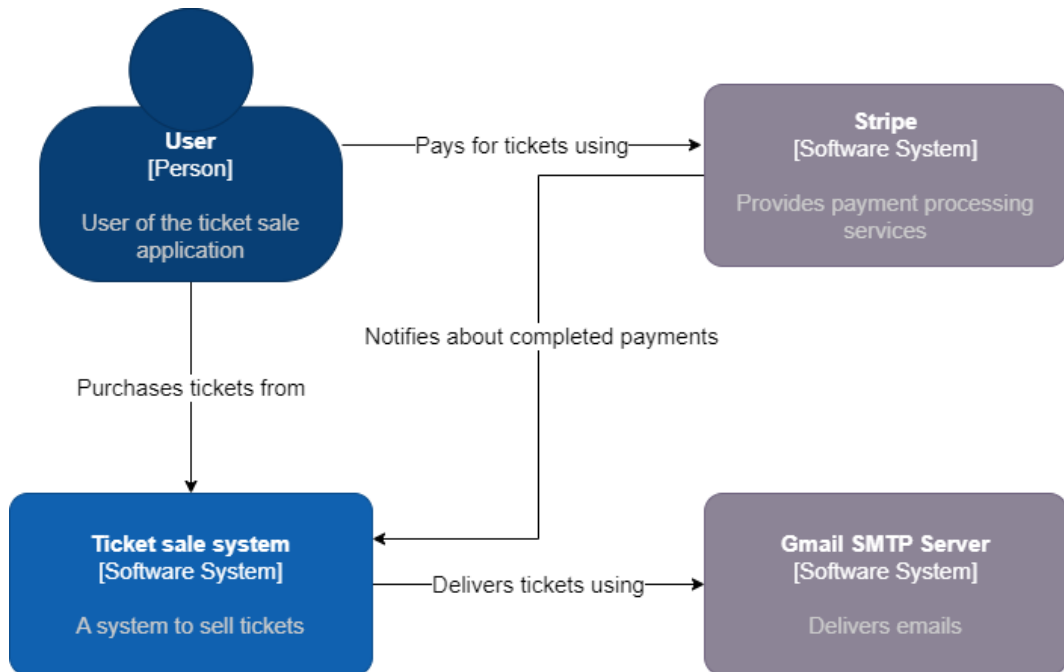 User
[Person]
User of the ticket sale
application
Pays for tickets using
Stripe
[Software System]
Provides payment processing
services
Notifies about completed payments
Purchases tickets from
Ticket sale system
[Software System]
A system to sell tickets
Delivers tickets using
Gmail SMTP Server
[Software System]
Delivers emails